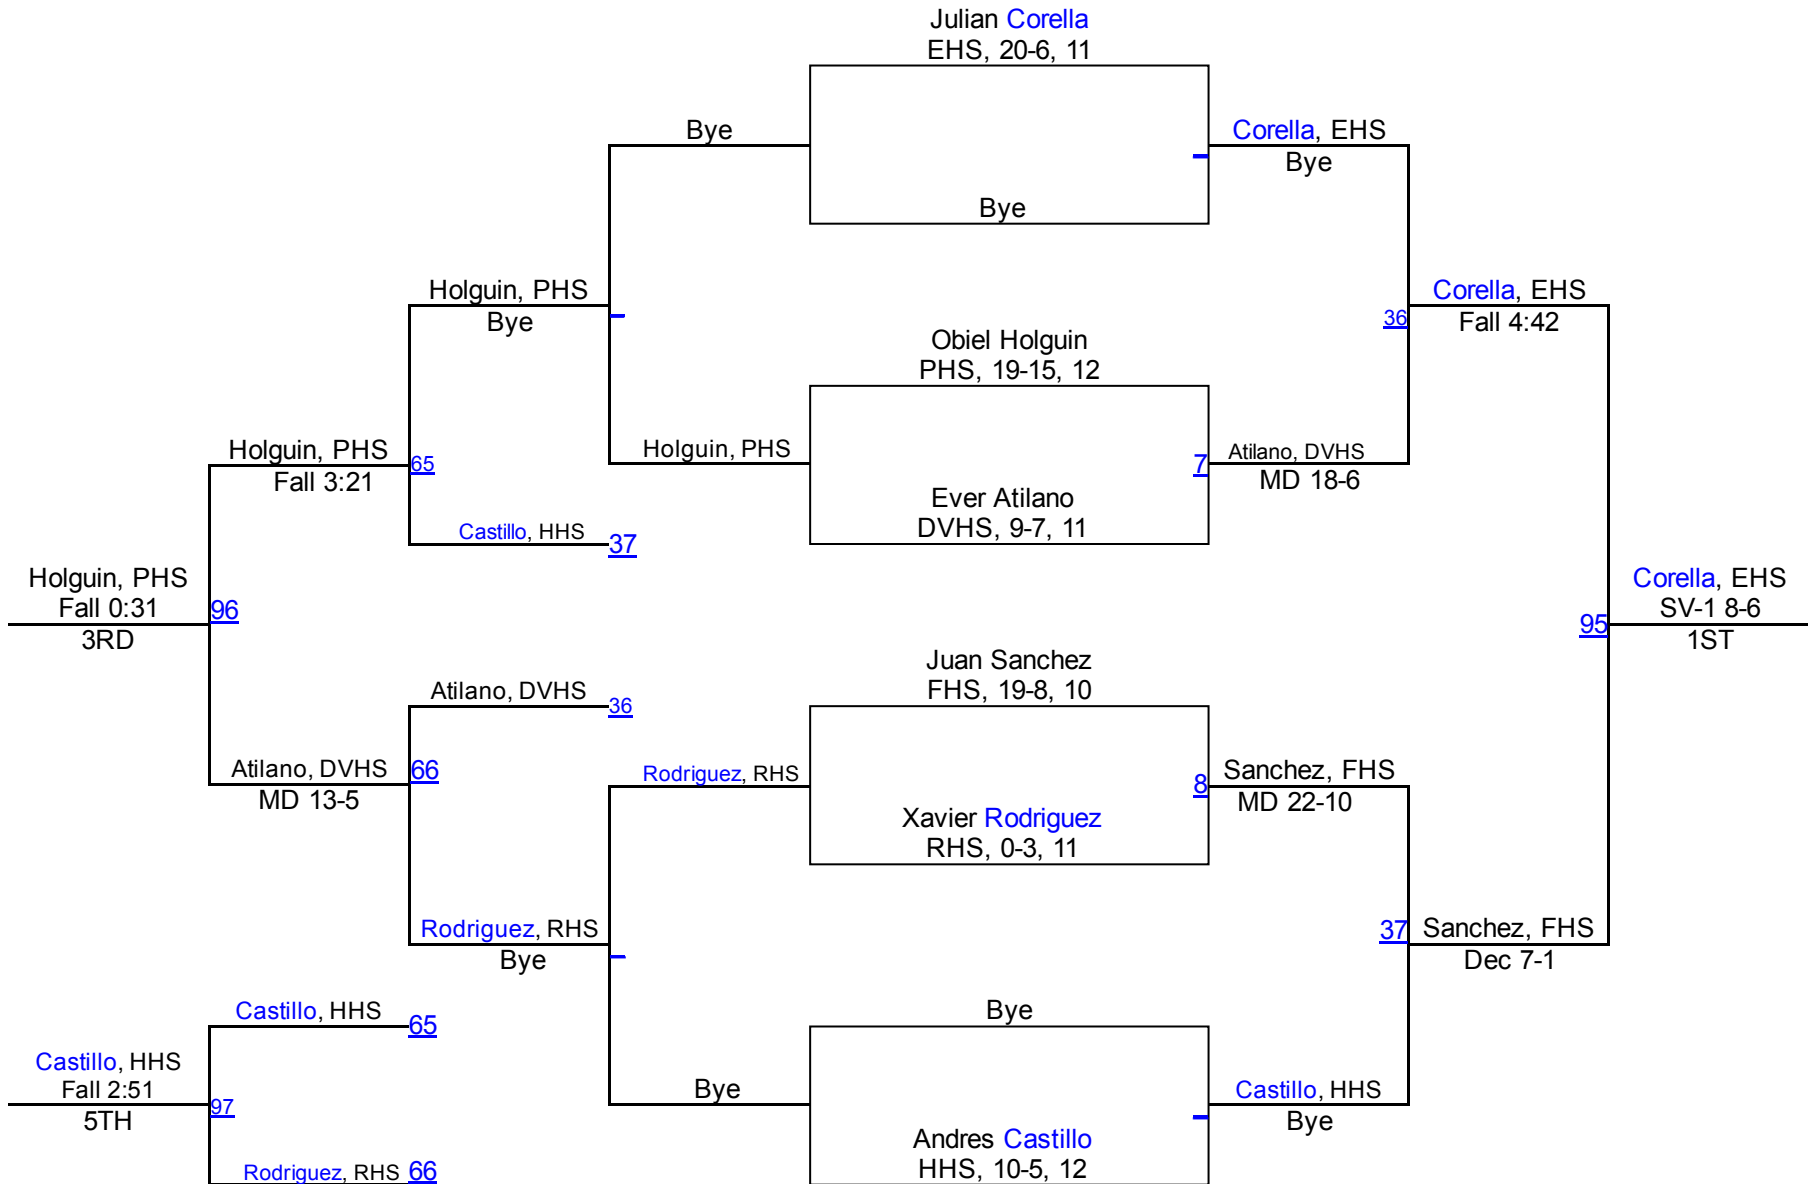 Julian Corella
EHS, 20-6, 11
Bye
Corella, EHS
Bye
Bye
Holguin, PHS
Bye
Corella, EHS
36
Fall 4:42
Obiel Holguin
PHS, 19-15, 12
Holguin, PHS
65
Fall 3:21
Holguin, PHS
7
Atilano, DVHS
MD 18-6
Ever Atilano
DVHS, 9-7, 11
Castillo, HHS
37
Holguin, PHS
Fall 0:31
96
3RD
Corella, EHS
SV-1 8-6
95
1ST
Juan Sanchez
FHS, 19-8, 10
Atilano, DVHS
36
Atilano, DVHS
66
MD 13-5
Rodriguez, RHS
8
Sanchez, FHS
MD 22-10
Xavier Rodriguez
RHS, 0-3, 11
Rodriguez, RHS
Bye
37
Sanchez, FHS
Dec 7-1
Castillo, HHS
65
Bye
Castillo, HHS
Fall 2:51
97
5TH
Bye
Castillo, HHS
Bye
Andres Castillo
HHS, 10-5, 12
Rodriguez, RHS 66